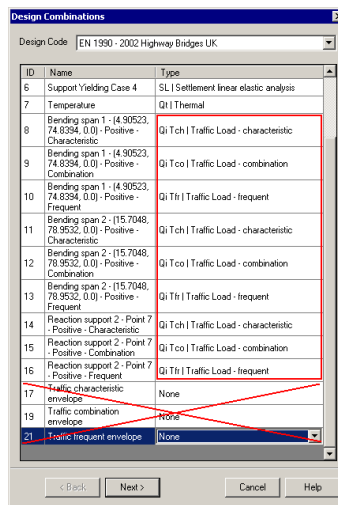 Design Combinations
Design Code EN 1990 - 2002 Highway Bridges UK
ID Name Type
6 Support Yielding Case 4 SL | Settlement linear elastic analysis
7 Temperature Qt | Thermal
8 Bending span 1 - (4.90523, 74.8394, 0.0) - Positive - Characteristic Qi Tch | Traffic Load - characteristic
9 Bending span 1 - (4.90523, 74.8394, 0.0) - Positive - Combination Qi Tco | Traffic Load - combination
10 Bending span 1 - (4.90523, 74.8394, 0.0) - Positive - Frequent Qi Tfr | Traffic Load - frequent
11 Bending span 2 - (15.7048, 78.9532, 0.0) - Positive - Characteristic Qi Tch | Traffic Load - characteristic
12 Bending span 2 - (15.7048, 78.9532, 0.0) - Positive - Combination Qi Tco | Traffic Load - combination
13 Bending span 2 - (15.7048, 78.9532, 0.0) - Positive - Frequent Qi Tfr | Traffic Load - frequent
14 Reaction support 2 - Point 7 - Positive - Characteristic Qi Tch | Traffic Load - characteristic
15 Reaction support 2 - Point 7 - Positive - Combination Qi Tco | Traffic Load - combination
16 Reaction support 2 - Point 7 - Positive - Frequent Qi Tfr | Traffic Load - frequent
17 Traffic characteristic envelope None
19 Traffic combination envelope None
21 Traffic frequent envelope None
< Back Next > Cancel Help